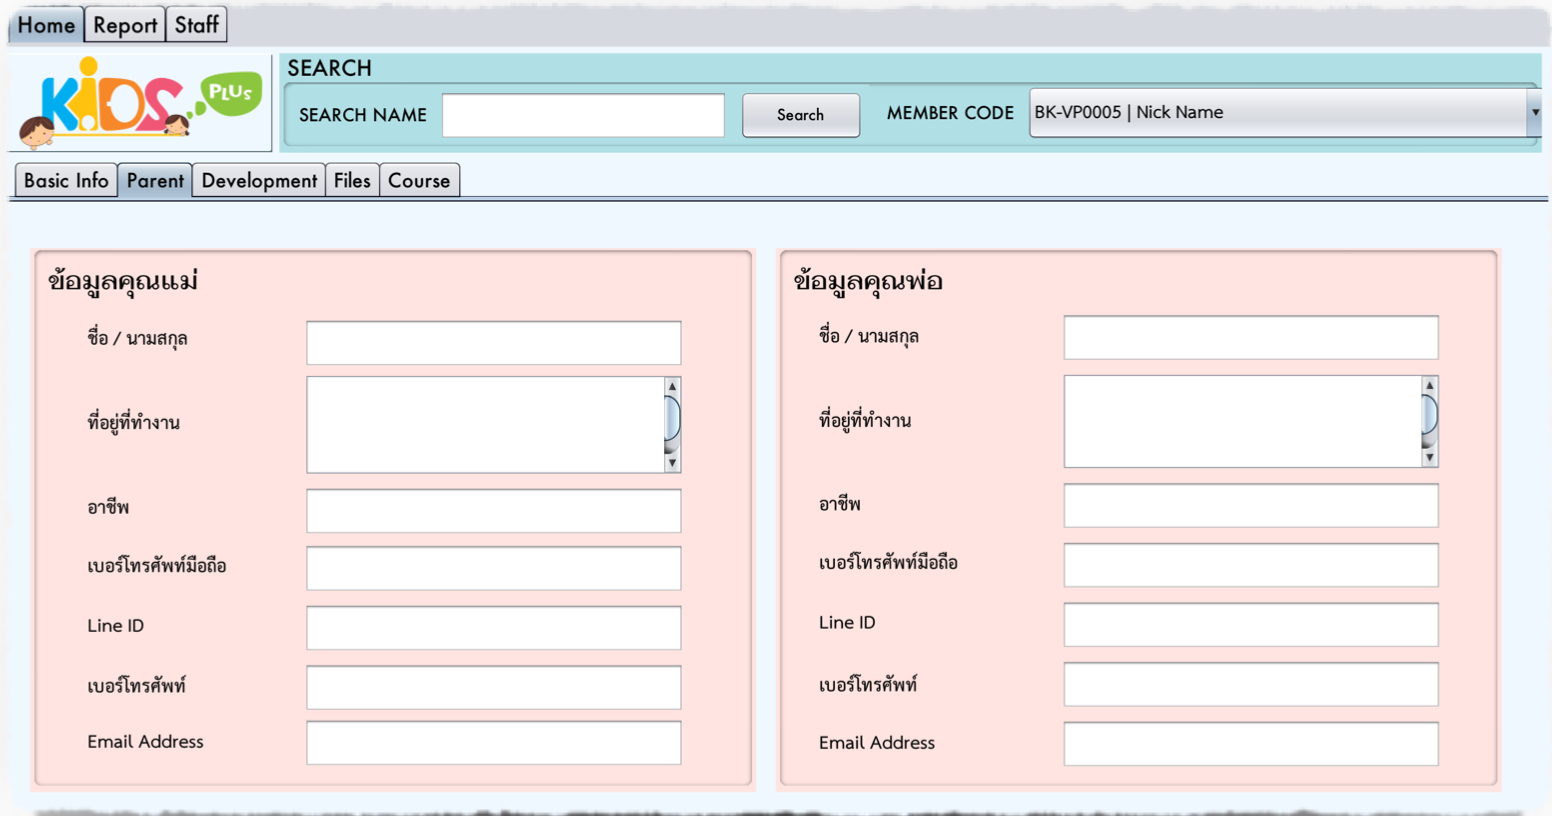 Home Report Staff
KiDS PLUs
SEARCH
SEARCH NAME Search MEMBER CODE BK-VP0005 | Nick Name
Basic Info Parent Development Files Course
ข้อมูลคุณแม่
ชื่อ / นามสกุล
ที่อยู่ที่ทำงาน
อาชีพ
เบอร์โทรศัพท์มือถือ
Line ID
เบอร์โทรศัพท์
Email Address
ข้อมูลคุณพ่อ
ชื่อ / นามสกุล
ที่อยู่ที่ทำงาน
อาชีพ
เบอร์โทรศัพท์มือถือ
Line ID
เบอร์โทรศัพท์
Email Address